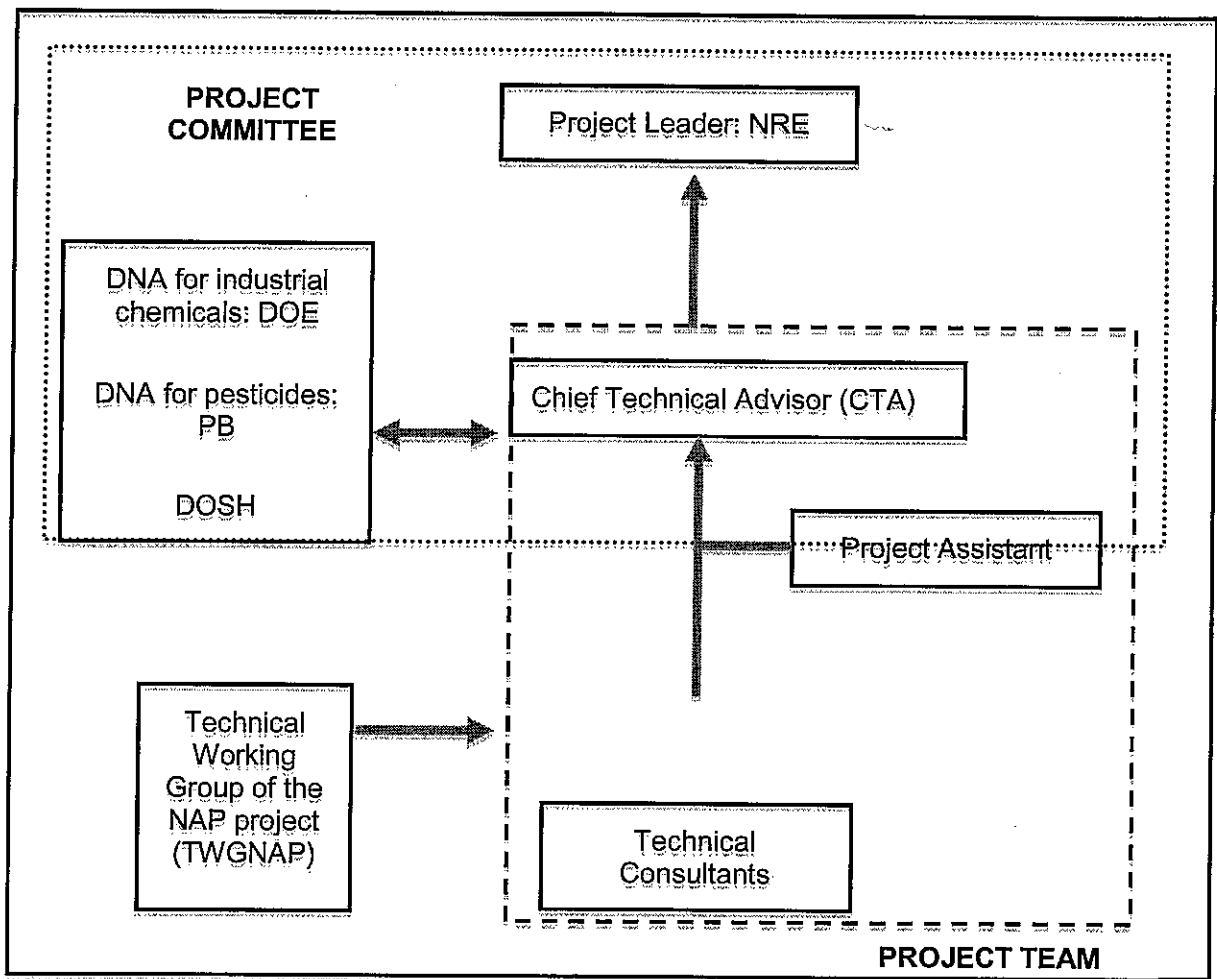 PROJECT
COMMITTEE
Project Leader: NRE
DNA for industrial
chemicals: DOE
DNA for pesticides:
PB
DOSH
Chief Technical Advisor (CTA)
Project Assistant
Technical
Working
Group of the
NAP project
(TWGNAP)
Technical
Consultants
PROJECT TEAM